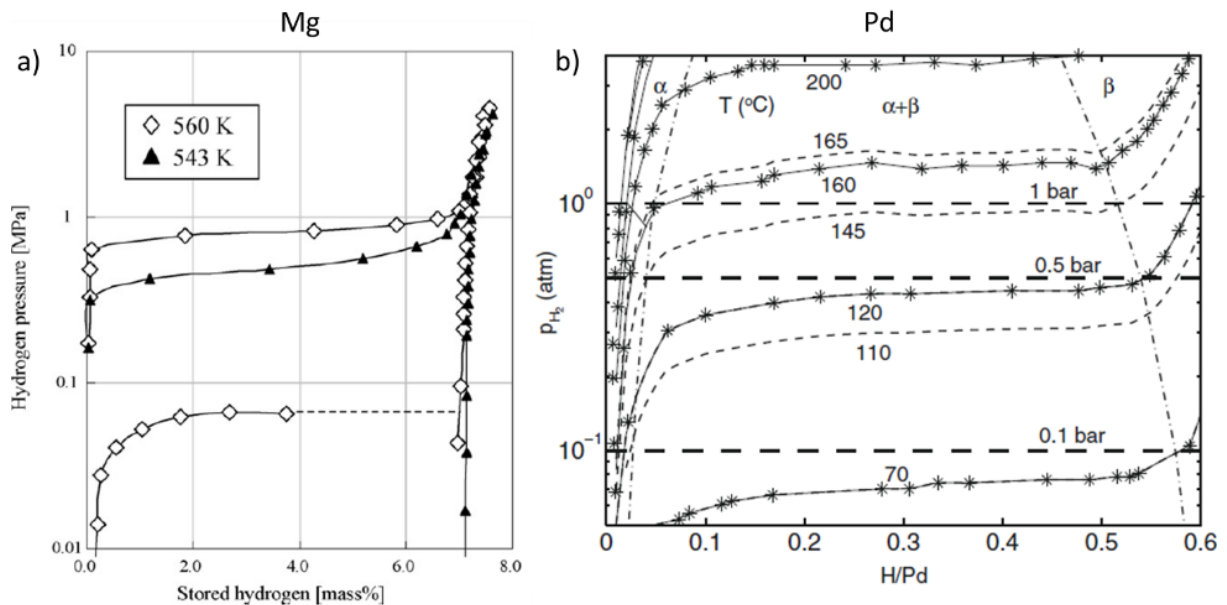 Mg
a)
Hydrogen pressure [MPa]
10
1
0.1
0.01
560 K
543 K
0.0 2.0 4.0 6.0 8.0
Stored hydrogen [mass%]
Pd
b)
p_H₂ (atm)
10⁰
10⁻¹
α T (°C) 200 α+β β
165
160
1 bar
145
0.5 bar
120
110
0.1 bar
70
0 0.1 0.2 0.3 0.4 0.5 0.6
H/Pd